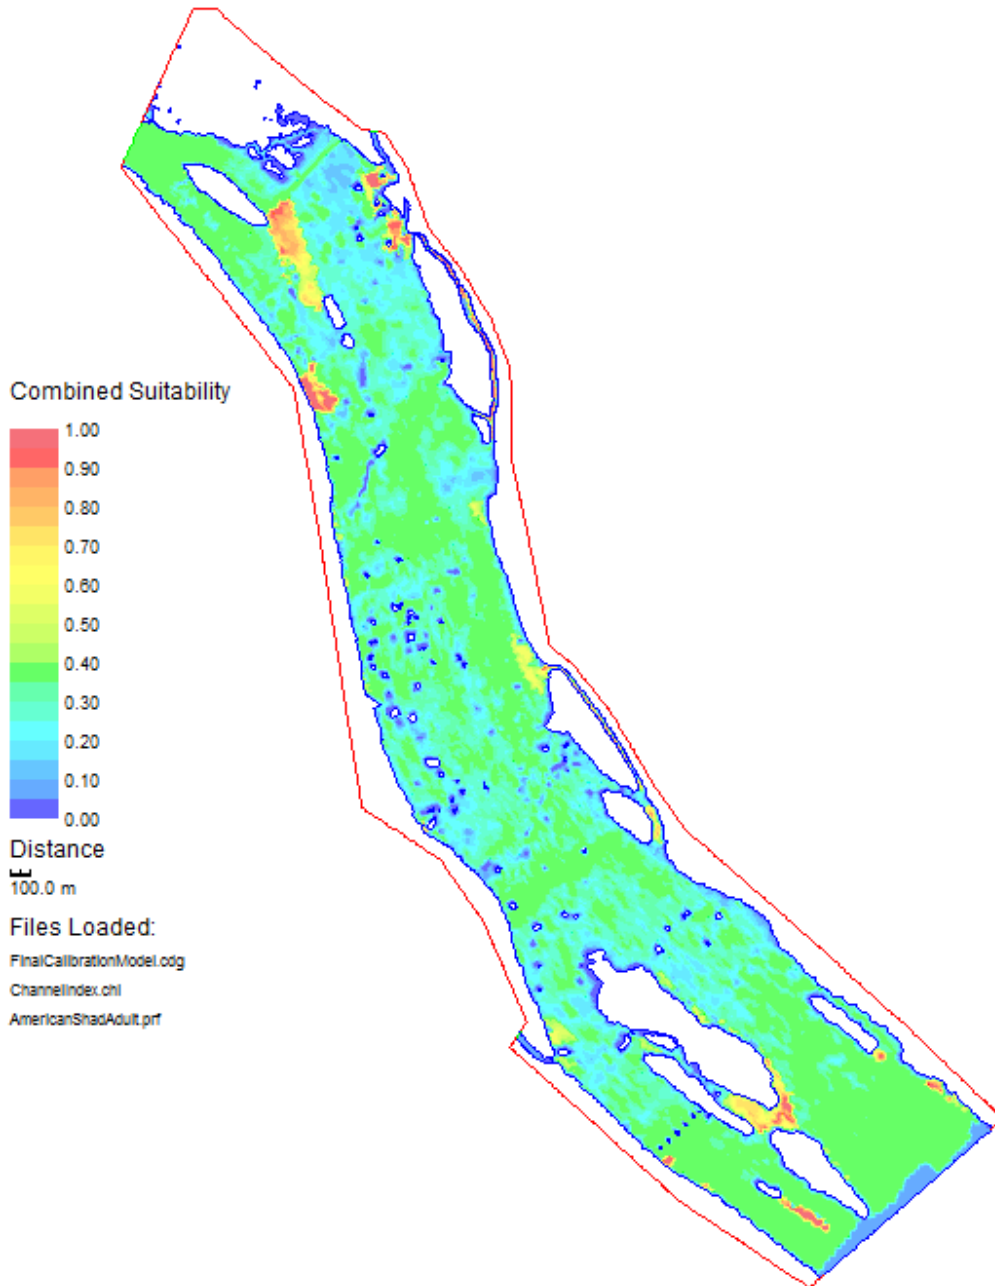 Combined Suitability
1.00
0.90
0.80
0.70
0.60
0.50
0.40
0.30
0.20
0.10
0.00
Distance
100.0 m
Files Loaded:
FinalCalibrationModel.cdg
ChannelIndex.chi
AmericanShadAdult.prf